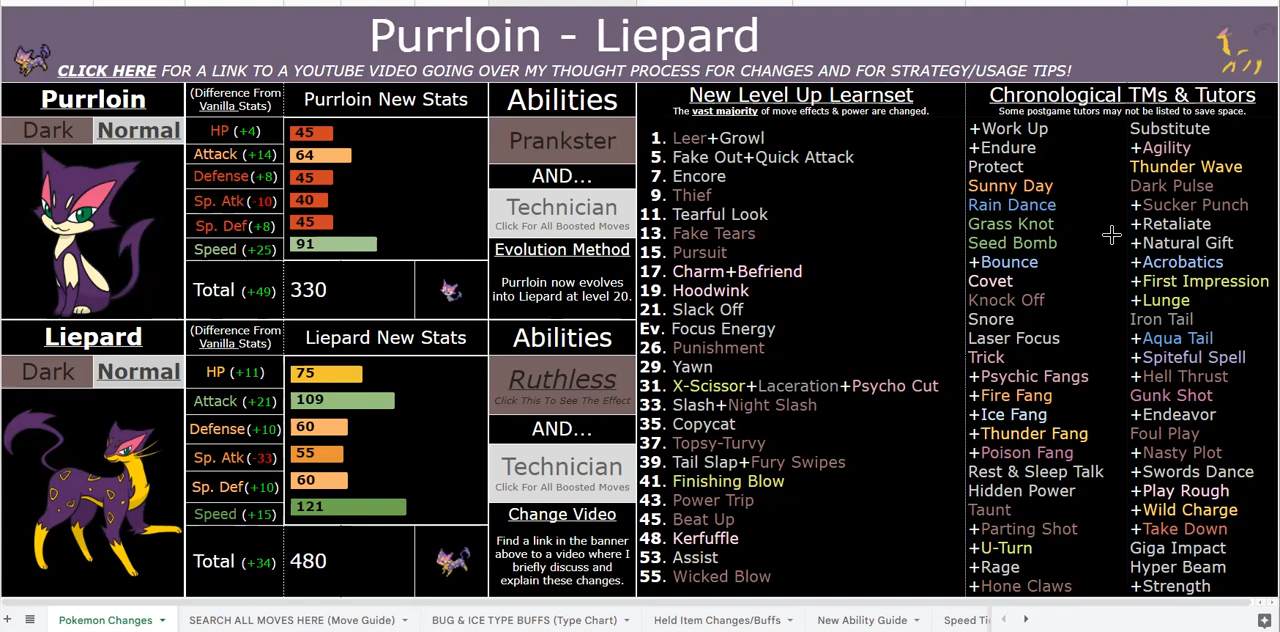 Purrloin - Liepard
CLICK HERE FOR A LINK TO A YOUTUBE VIDEO GOING OVER MY THOUGHT PROCESS FOR CHANGES AND FOR STRATEGY/USAGE TIPS!
Purrloin
Dark Normal
(Difference From
Vanilla Stats)
Purrloin New Stats
HP (+4) 45
Attack (+14) 64
Defense(+8) 45
Sp. Atk (-10) 40
Sp. Def (+8) 45
Speed (+25) 91
Total (+49) 330
Abilities
Prankster
AND...
Technician
Click For All Boosted Moves
Evolution Method
Purrloin now evolves
into Liepard at level 20.
Liepard
Dark Normal
(Difference From
Vanilla Stats)
Liepard New Stats
HP (+11) 75
Attack (+21) 109
Defense(+10) 60
Sp. Atk (-33) 55
Sp. Def (+10) 60
Speed (+15) 121
Total (+34) 480
Abilities
Ruthless
Click This To See The Effect
AND...
Technician
Click For All Boosted Moves
Change Video
Find a link in the banner
above to a video where I
briefly discuss and
explain these changes.
New Level Up Learnset
The vast majority of move effects & power are changed.
1. Leer+Growl
5. Fake Out+Quick Attack
7. Encore
9. Thief
11. Tearful Look
13. Fake Tears
15. Pursuit
17. Charm+Befriend
19. Hoodwink
21. Slack Off
Ev. Focus Energy
26. Punishment
29. Yawn
31. X-Scissor+Laceration+Psycho Cut
33. Slash+Night Slash
35. Copycat
37. Topsy-Turvy
39. Tail Slap+Fury Swipes
41. Finishing Blow
43. Power Trip
45. Beat Up
48. Kerfuffle
53. Assist
55. Wicked Blow
Chronological TMs & Tutors
Some postgame tutors may not be listed to save space.
+Work Up
+Endure
Protect
Sunny Day
Rain Dance
Grass Knot
Seed Bomb
+Bounce
Covet
Knock Off
Snore
Laser Focus
Trick
+Psychic Fangs
+Fire Fang
+Ice Fang
+Thunder Fang
+Poison Fang
Rest & Sleep Talk
Hidden Power
Taunt
+Parting Shot
+U-Turn
+Rage
+Hone Claws
Substitute
+Agility
Thunder Wave
Dark Pulse
+Sucker Punch
+Retaliate
+Natural Gift
+Acrobatics
+First Impression
+Lunge
Iron Tail
+Aqua Tail
+Spiteful Spell
+Hell Thrust
Gunk Shot
+Endeavor
Foul Play
+Nasty Plot
+Swords Dance
+Play Rough
+Wild Charge
+Take Down
Giga Impact
Hyper Beam
+Strength
Pokemon Changes
SEARCH ALL MOVES HERE (Move Guide)
BUG & ICE TYPE BUFFS (Type Chart)
Held Item Changes/Buffs
New Ability Guide
Speed Ti